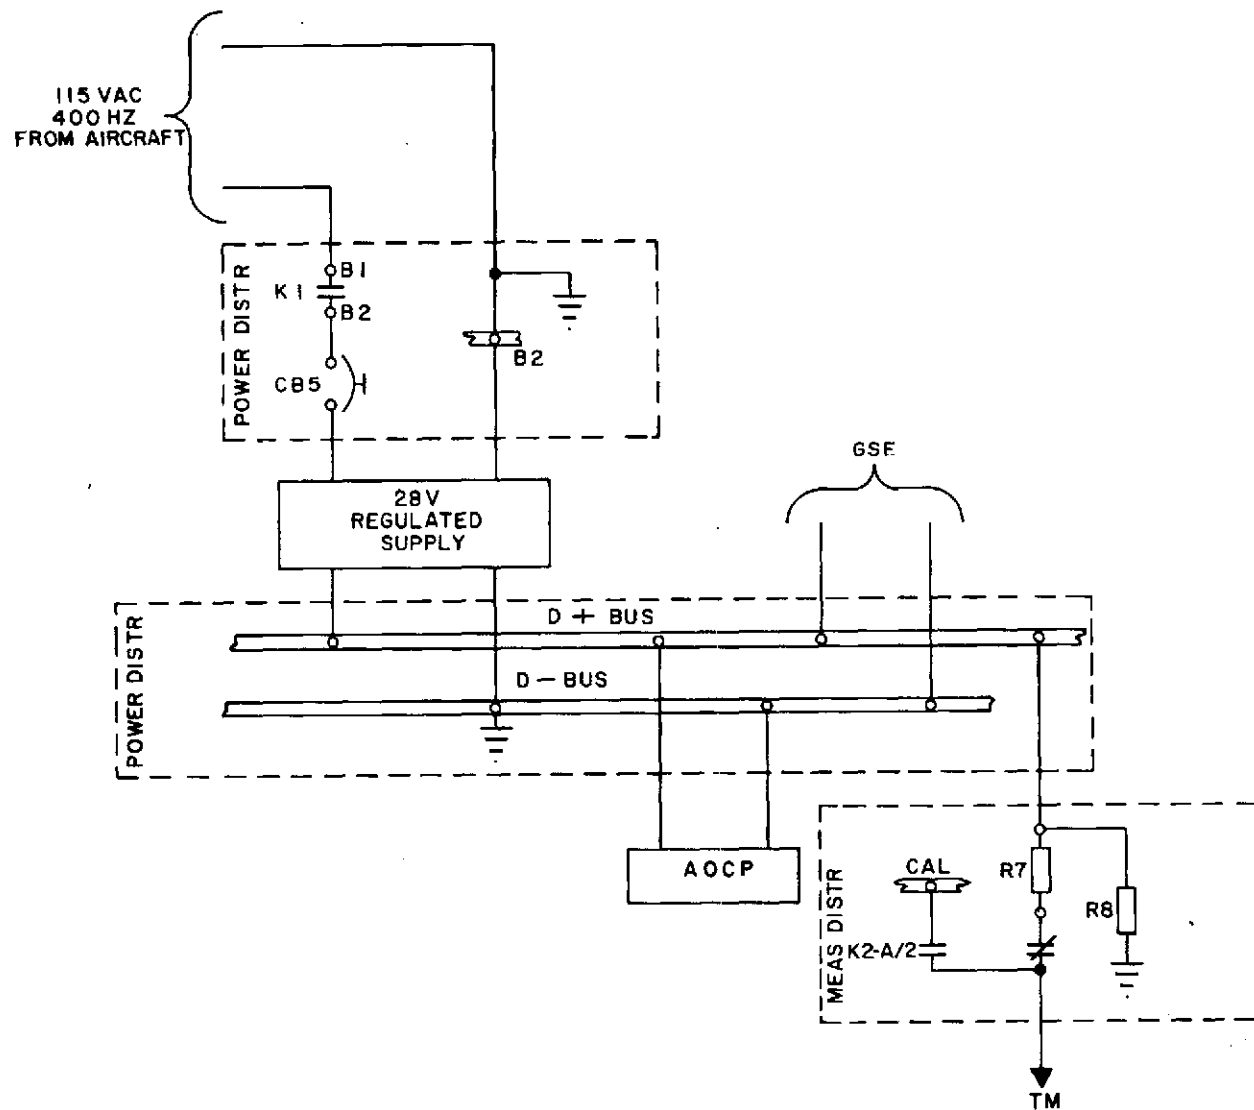 115 VAC
400 HZ
FROM AIRCRAFT
POWER DISTR
B1
K1
B2
CB5
B2
28V
REGULATED
SUPPLY
GSE
POWER DISTR
D + BUS
D - BUS
AOCP
MEAS DISTR
CAL
R7
R8
K2-A/2
TM